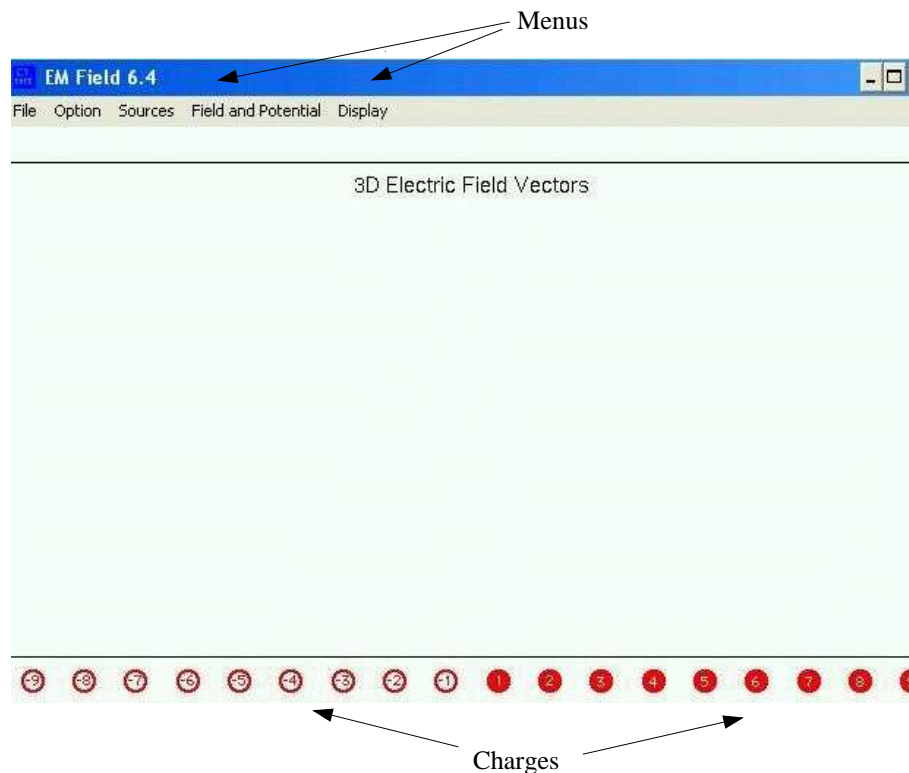 Menus
EM Field 6.4
File Option Sources Field and Potential Display
3D Electric Field Vectors
-9 -8 -7 -6 -5 -4 -3 -2 -1 1 2 3 4 5 6 7 8
Charges